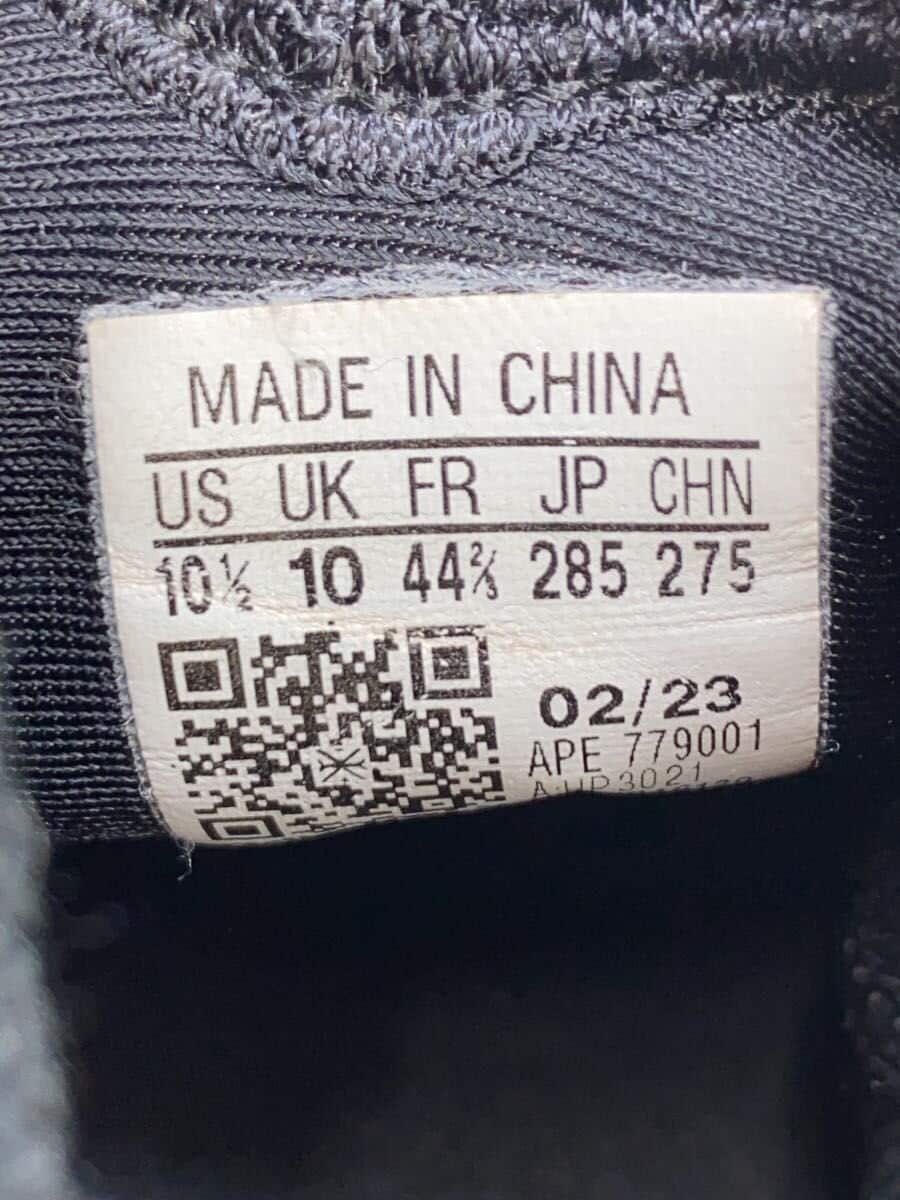 MADE IN CHINA
US UK FR JP CHN
10½ 10 44⅔ 285 275
02/23
APE 779001